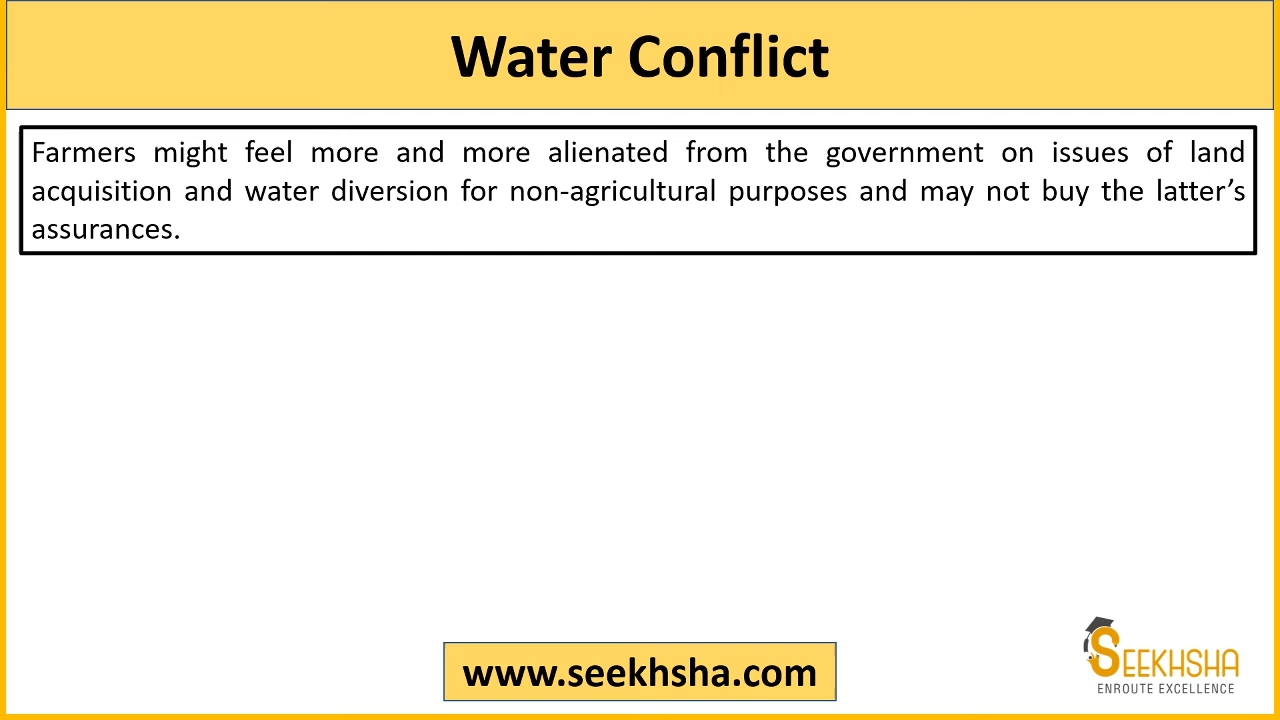 Water Conflict
Farmers might feel more and more alienated from the government on issues of land
acquisition and water diversion for non-agricultural purposes and may not buy the latter’s
assurances.
www.seekhsha.com
SEEKHSHA
ENROUTE EXCELLENCE